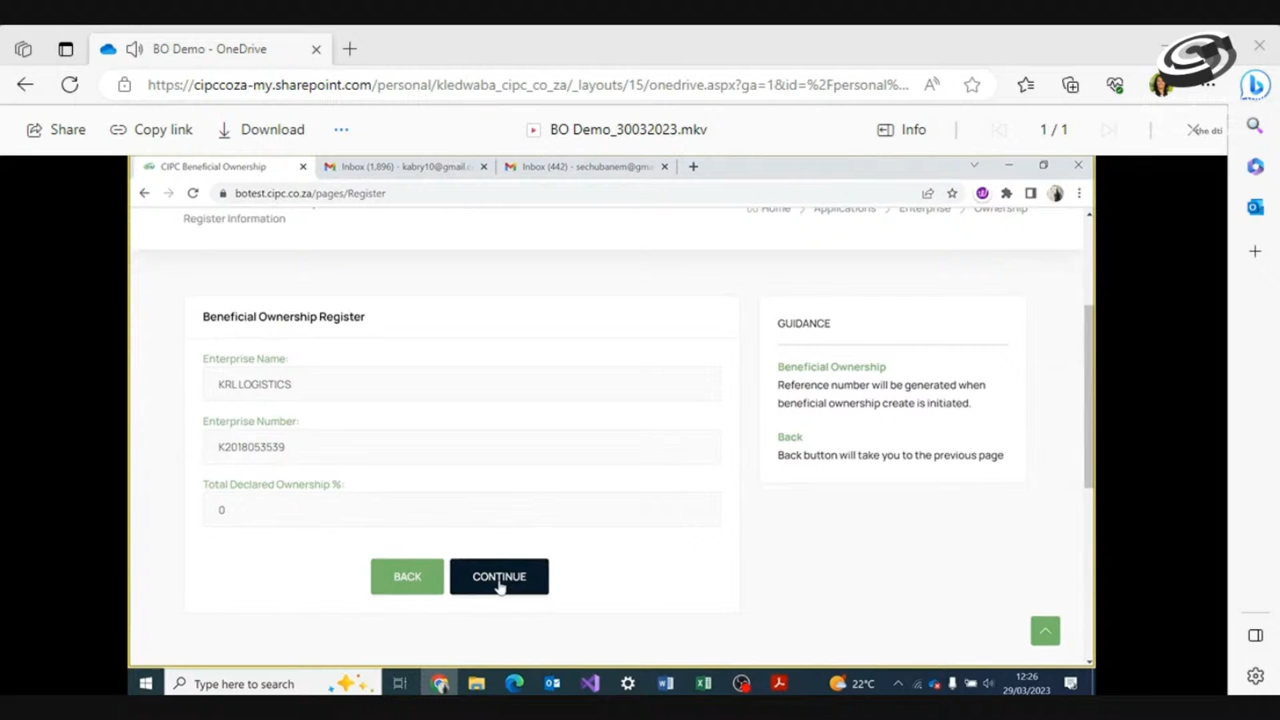 BO Demo - OneDrive
https://cipccoza-my.sharepoint.com/personal/kledwaba_cipc_co_za/_layouts/15/onedrive.aspx?ga=1&id=%2Fpersonal%...
Share
Copy link
Download
BO Demo_30032023.mkv
Info
1 / 1
the dti
CIPC Beneficial Ownership
Inbox (1,896) - kabry10@gmail.c
Inbox (442) - sechubanem@gma
botest.cipc.co.za/pages/Register
Register Information
Home > Applications > Enterprise > Ownership
Beneficial Ownership Register
Enterprise Name:
KRL LOGISTICS
Enterprise Number:
K2018053539
Total Declared Ownership %:
0
BACK
CONTINUE
GUIDANCE
Beneficial Ownership
Reference number will be generated when
beneficial ownership create is initiated.
Back
Back button will take you to the previous page
Type here to search
22°C
12:26
29/03/2023